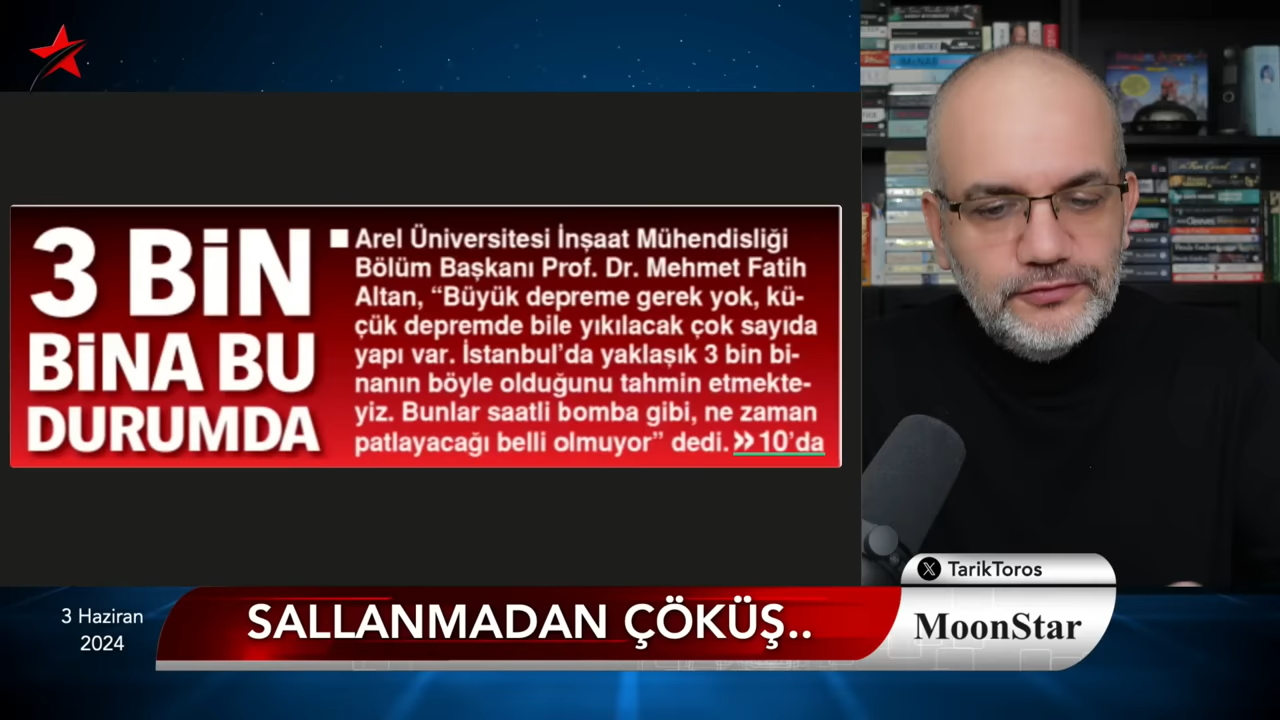 3 BİN
BİNA BU
DURUMDA
Arel Üniversitesi İnşaat Mühendisliği
Bölüm Başkanı Prof. Dr. Mehmet Fatih
Altan, “Büyük depreme gerek yok, kü-
çük depremde bile yıkılacak çok sayıda
yapı var. İstanbul’da yaklaşık 3 bin bi-
nanın böyle olduğunu tahmin etmekte-
yiz. Bunlar saatli bomba gibi, ne zaman
patlayacağı belli olmuyor” dedi. » 10’da
TarikToros
MoonStar
3 Haziran
2024
SALLANMADAN ÇÖKÜŞ..